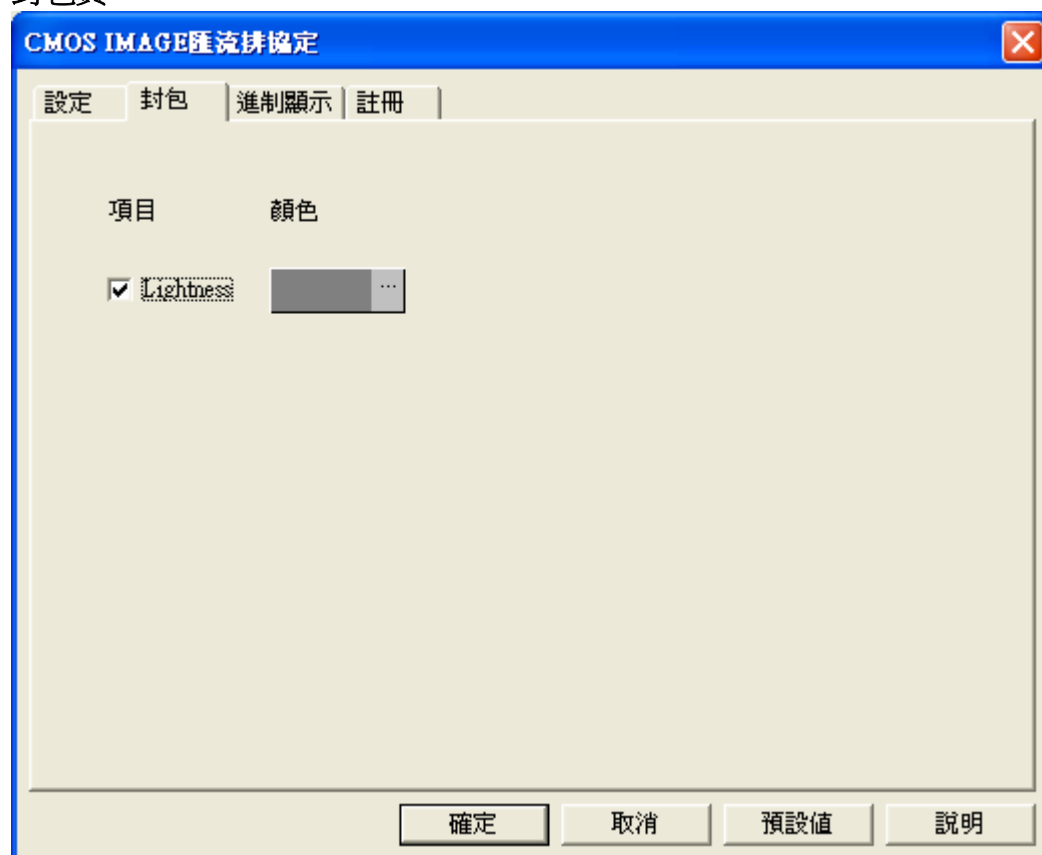 CMOS IMAGE匯流排協定
設定 封包 進制顯示 註冊
項目 顏色
Lightness ...
確定 取消 預設值 說明